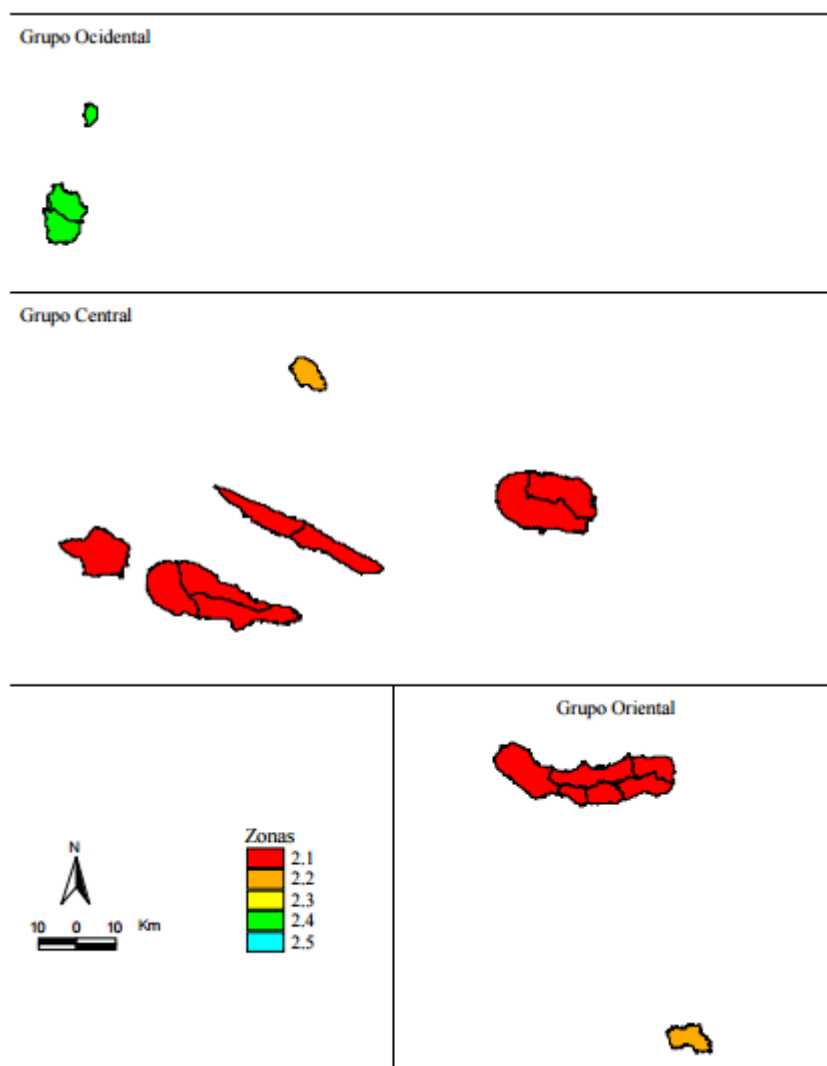 Grupo Ocidental
Grupo Central
Grupo Oriental
Zonas
2.1
2.2
2.3
2.4
2.5
N
10 0 10 Km